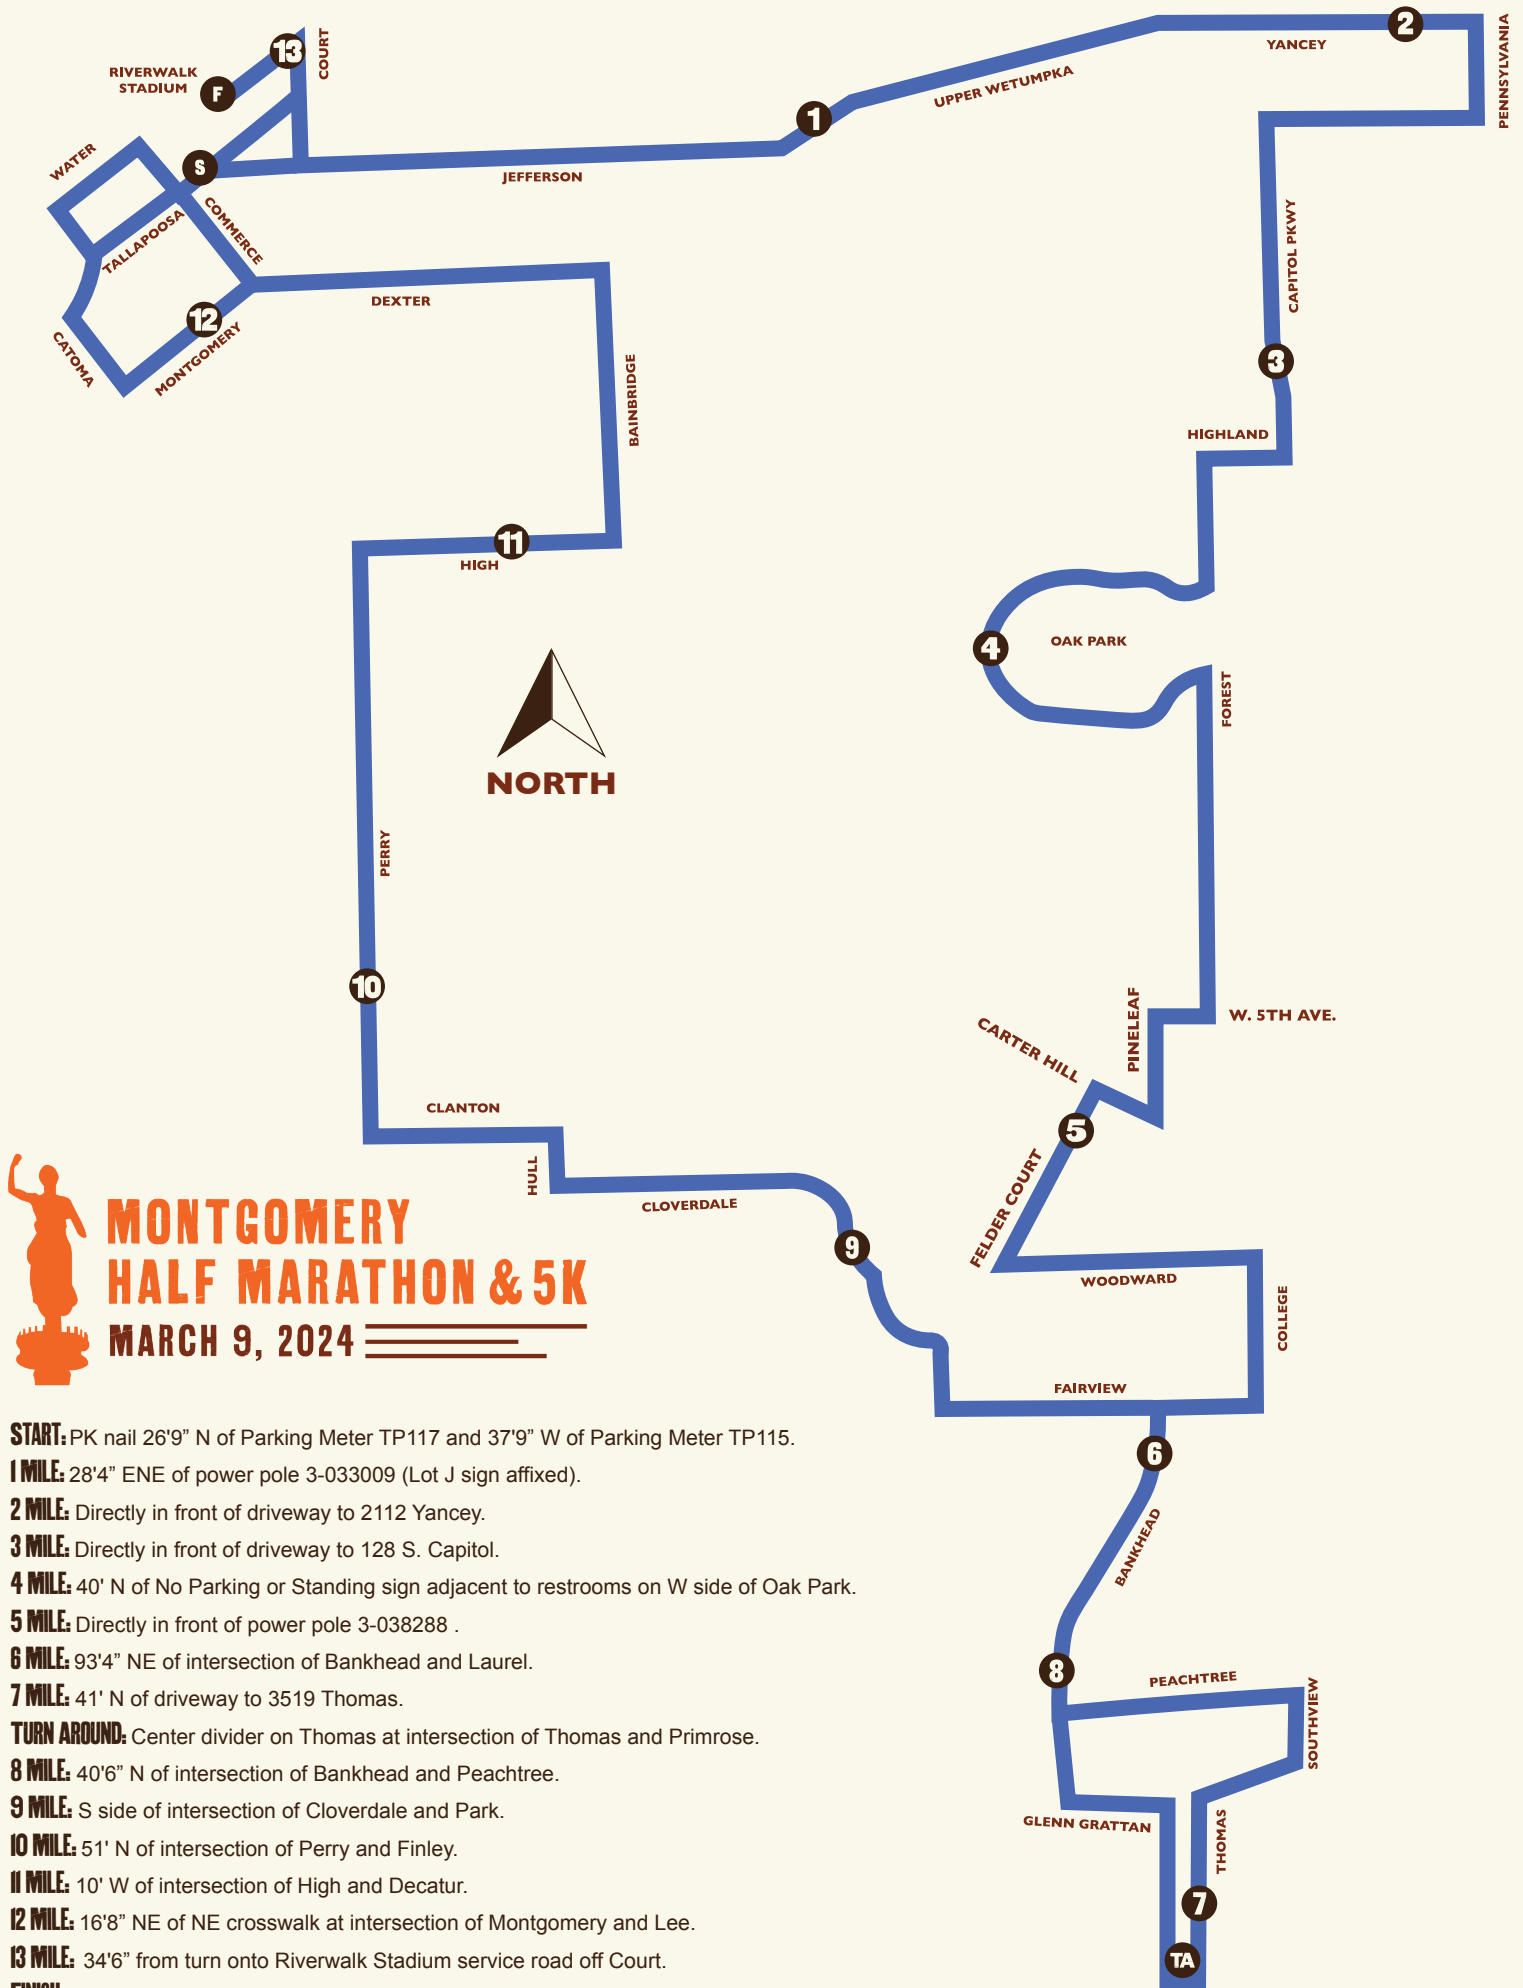 13
COURT
RIVERWALK
STADIUM
F
2
YANCEY
PENNSYLVANIA
UPPER WETUMPKA
1
WATER
S
JEFFERSON
COMMERCE
TALLAPOOSA
CAPITOL PKWY
DEXTER
12
MONTGOMERY
CATOMA
BAINBRIDGE
3
HIGHLAND
11
HIGH
4
OAK PARK
FOREST
NORTH
PERRY
10
PINELEAF
W. 5TH AVE.
CARTER HILL
CLANTON
5
HULL
FELDER COURT
CLOVERDALE
9
WOODWARD
COLLEGE
MONTGOMERY
HALF MARATHON & 5K
MARCH 9, 2024
FAIRVIEW
6
BANKHEAD
8
PEACHTREE
SOUTHVIEW
GLENN GRATTAN
THOMAS
7
TA
START: PK nail 26'9” N of Parking Meter TP117 and 37'9” W of Parking Meter TP115.
1 MILE: 28'4” ENE of power pole 3-033009 (Lot J sign affixed).
2 MILE: Directly in front of driveway to 2112 Yancey.
3 MILE: Directly in front of driveway to 128 S. Capitol.
4 MILE: 40' N of No Parking or Standing sign adjacent to restrooms on W side of Oak Park.
5 MILE: Directly in front of power pole 3-038288 .
6 MILE: 93'4” NE of intersection of Bankhead and Laurel.
7 MILE: 41' N of driveway to 3519 Thomas.
TURN AROUND: Center divider on Thomas at intersection of Thomas and Primrose.
8 MILE: 40'6” N of intersection of Bankhead and Peachtree.
9 MILE: S side of intersection of Cloverdale and Park.
10 MILE: 51' N of intersection of Perry and Finley.
11 MILE: 10' W of intersection of High and Decatur.
12 MILE: 16'8” NE of NE crosswalk at intersection of Montgomery and Lee.
13 MILE: 34'6” from turn onto Riverwalk Stadium service road off Court.